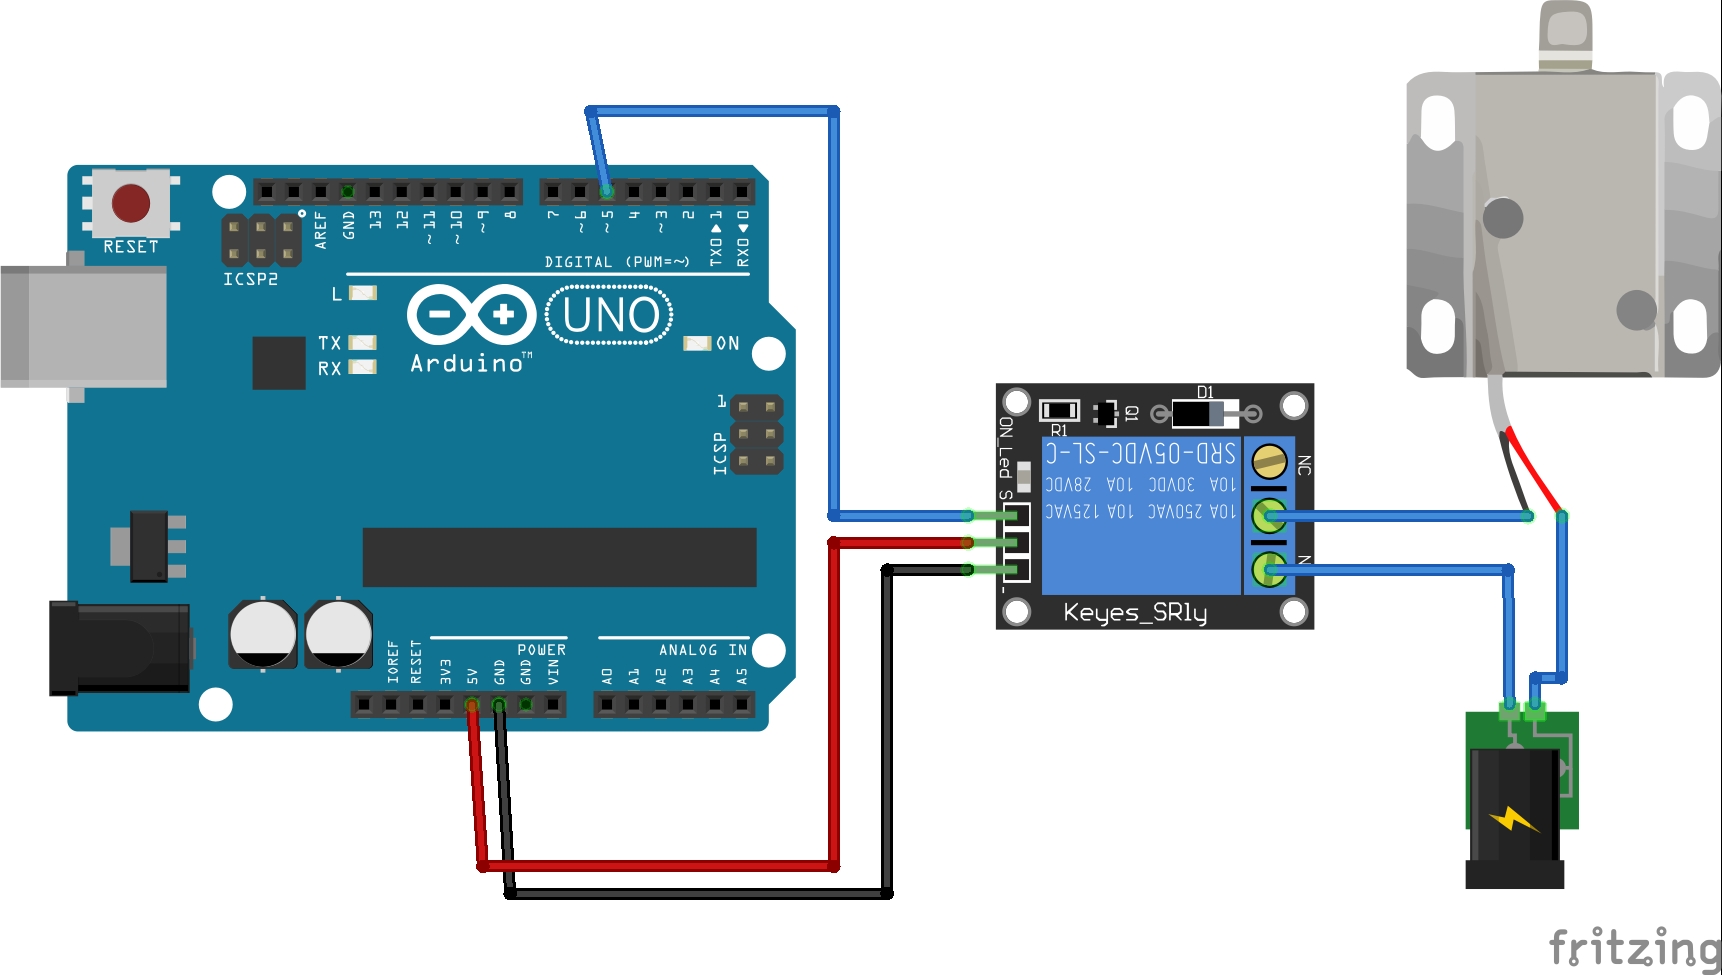 RESET
ICSP2
AREF
GND
13
12
~11
~10
~9
8
7
~6
~5
4
~3
2
TX0▶1
RX0◀0
DIGITAL (PWM=~)
L
TX
RX
Arduino™
UNO
ON
1
ICSP
IOREF
RESET
3V3
5V
GND
GND
VIN
POWER
A0
A1
A2
A3
A4
A5
ANALOG IN
R1
Q1
D1
ON_Led
S
-
SRD-05VDC-SL-C
10A 30VDC 10A 28VDC
10A 250VAC 10A 125VAC
NC
N
Keyes_SRly
fritzing